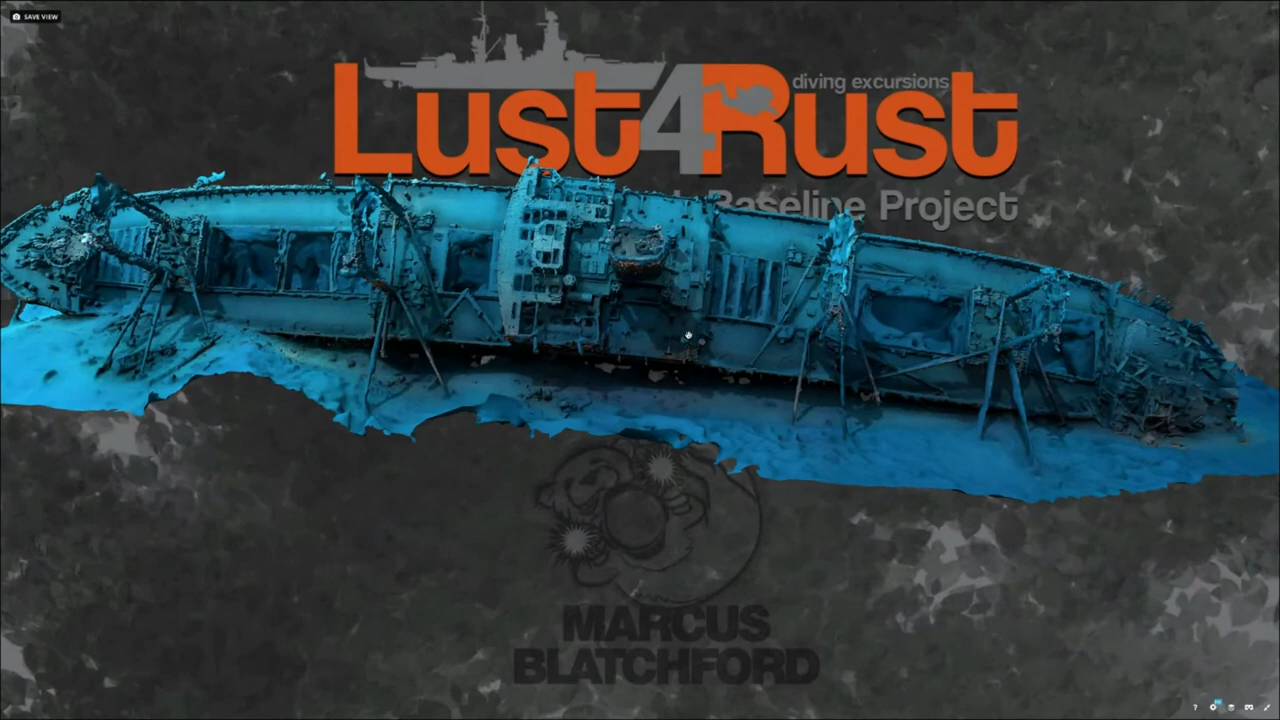 SAVE VIEW
diving excursions
Lust4Rust
Baseline Project
MARCUS
BLATCHFORD